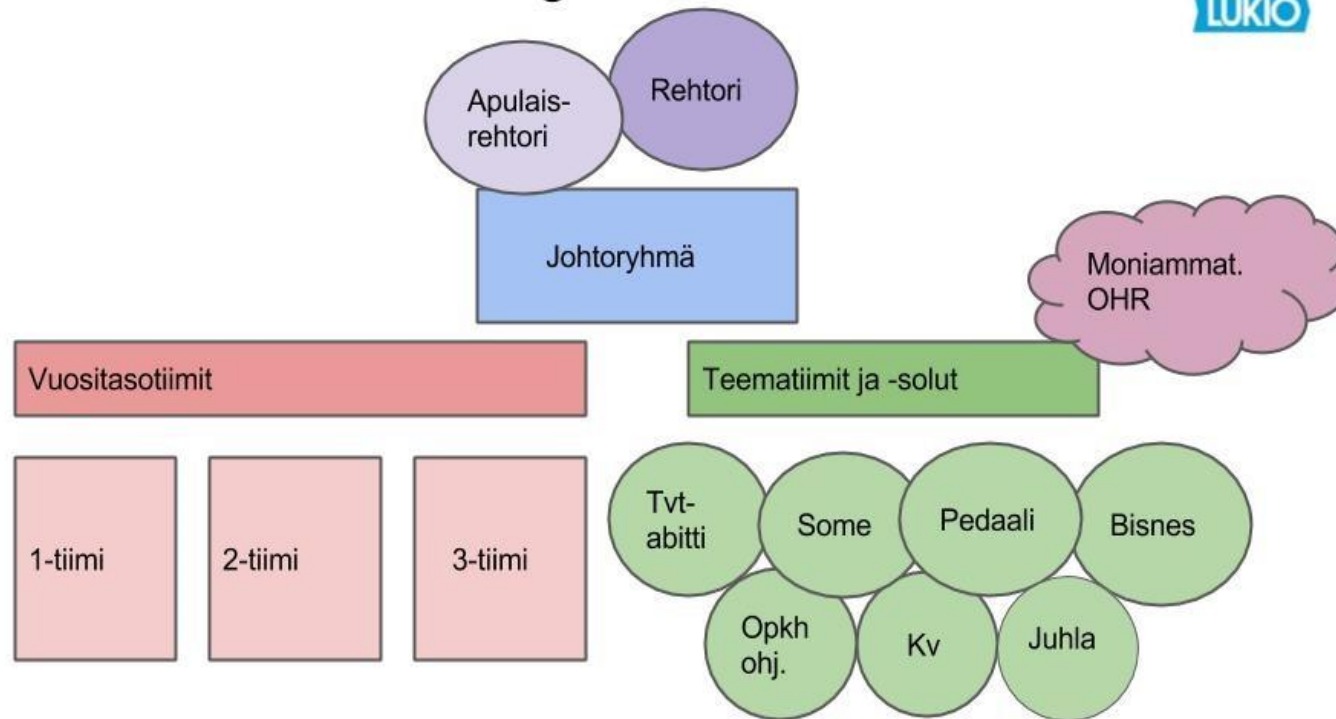 LUKIO
Rehtori
Apulais-
rehtori
Johtoryhmä
Moniammat.
OHR
Vuositasotiimit
Teematiimit ja -solut
1-tiimi
2-tiimi
3-tiimi
Tvt-
abitti
Some
Pedaali
Bisnes
Opkh
ohj.
Kv
Juhla